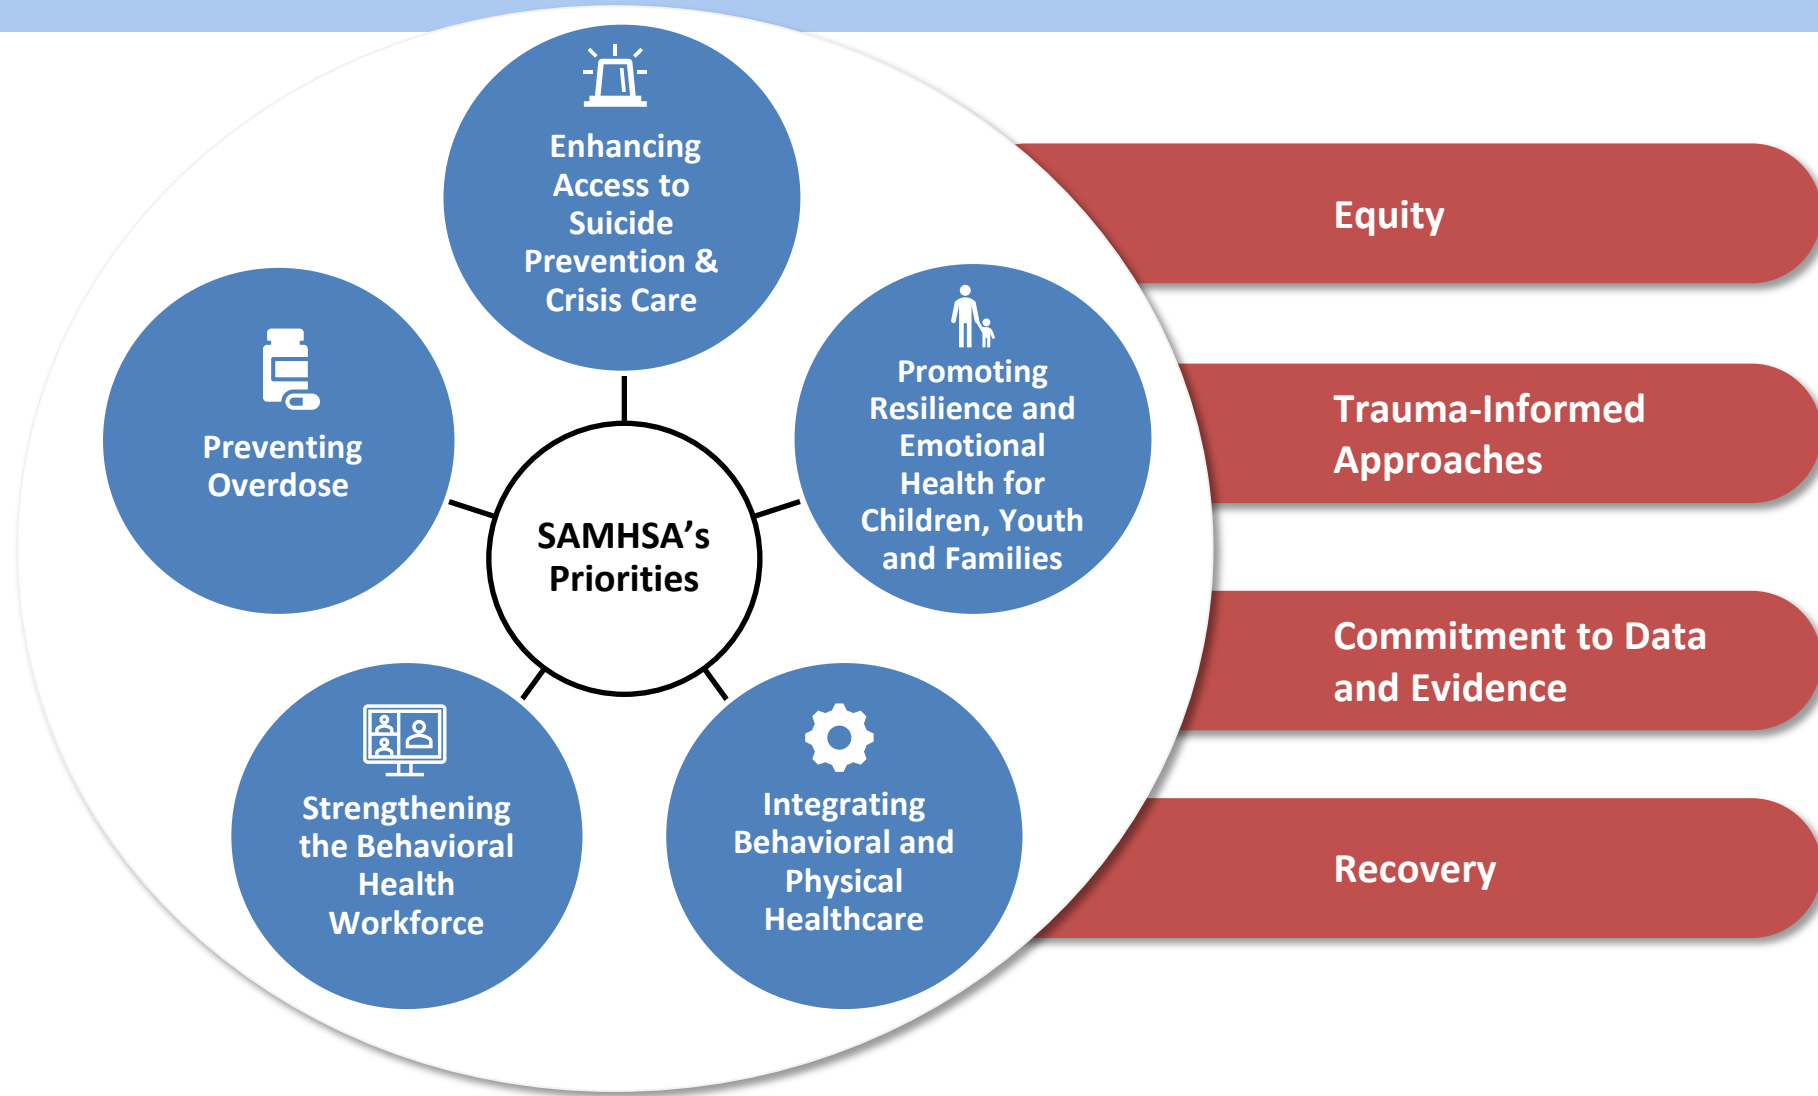 Enhancing
Access to
Suicide
Prevention &
Crisis Care
Promoting
Resilience and
Emotional
Health for
Children, Youth
and Families
Integrating
Behavioral and
Physical
Healthcare
Strengthening
the Behavioral
Health
Workforce
Preventing
Overdose
SAMHSA’s
Priorities
Equity
Trauma-Informed
Approaches
Commitment to Data
and Evidence
Recovery